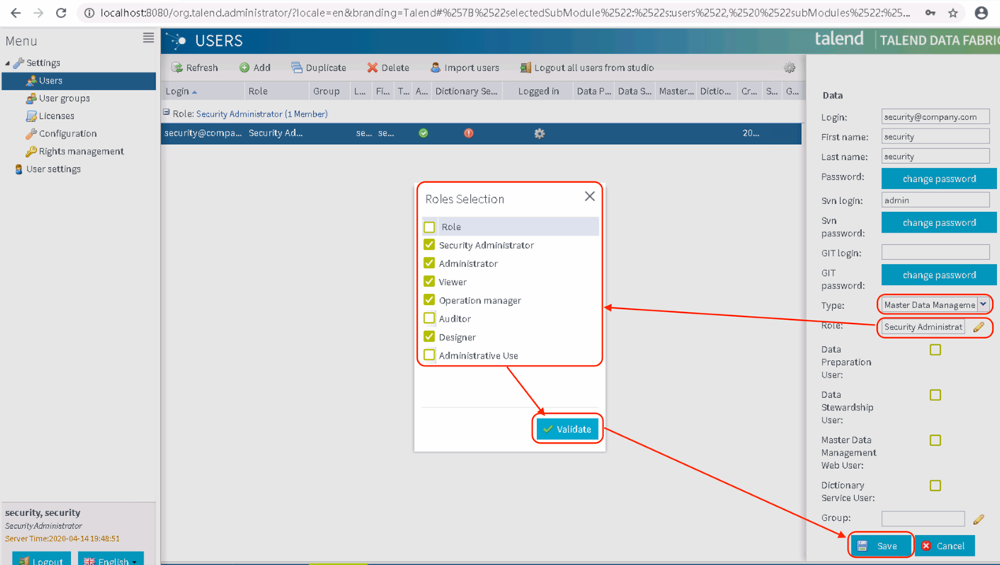 localhost:8080/org.talend.administrator/?locale=en&branding=Talend#%257B%2522selectedSubModule%2522:%2522s:users%2522,%2520%2522subModules%2522:%25...
Menu
Settings
Users
User groups
Licenses
Configuration
Rights management
User settings
security, security
Security Administrator
Server Time:2020-04-14 19:48:51
Logout
English
USERS
talend | TALEND DATA FABRIC
Refresh Add Duplicate Delete Import users Logout all users from studio
Login Role Group L... Fi... T... A... Dictionary Se... Logged in Data P... Data S... Master... Dictio... Cr... S... G...
Role: Security Administrator (1 Member)
security@compa... Security Ad... se... se... 20...
Roles Selection
Role
Security Administrator
Administrator
Viewer
Operation manager
Auditor
Designer
Administrative Use
Validate
Data
Login: security@company.com
First name: security
Last name: security
Password: change password
Svn login: admin
Svn
password: change password
GIT login:
GIT
password: change password
Type: Master Data Manageme
Role: Security Administrat
Data
Preparation
User:
Data
Stewardship
User:
Master Data
Management
Web User:
Dictionary
Service User:
Group:
Save Cancel